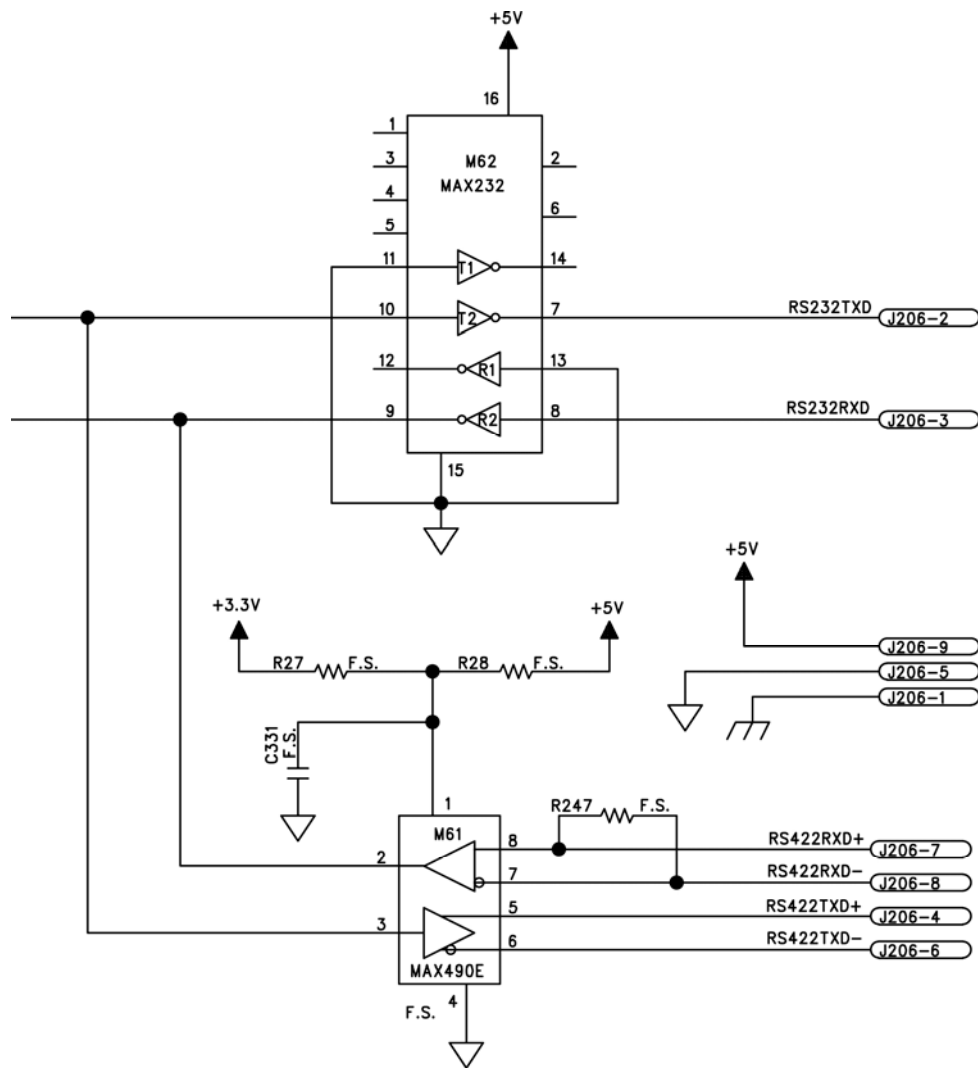 +5V
16
1
3
4
5
M62
MAX232
2
6
11
T1
14
10
T2
7
RS232TXD
J206-2
12
R1
13
9
R2
8
RS232RXD
J206-3
15
+5V
+3.3V
+5V
R27
F.S.
R28
F.S.
J206-9
J206-5
J206-1
C331
F.S.
1
M61
R247
F.S.
2
8
RS422RXD+
J206-7
7
RS422RXD-
J206-8
3
5
RS422TXD+
J206-4
6
RS422TXD-
J206-6
MAX490E
F.S.
4